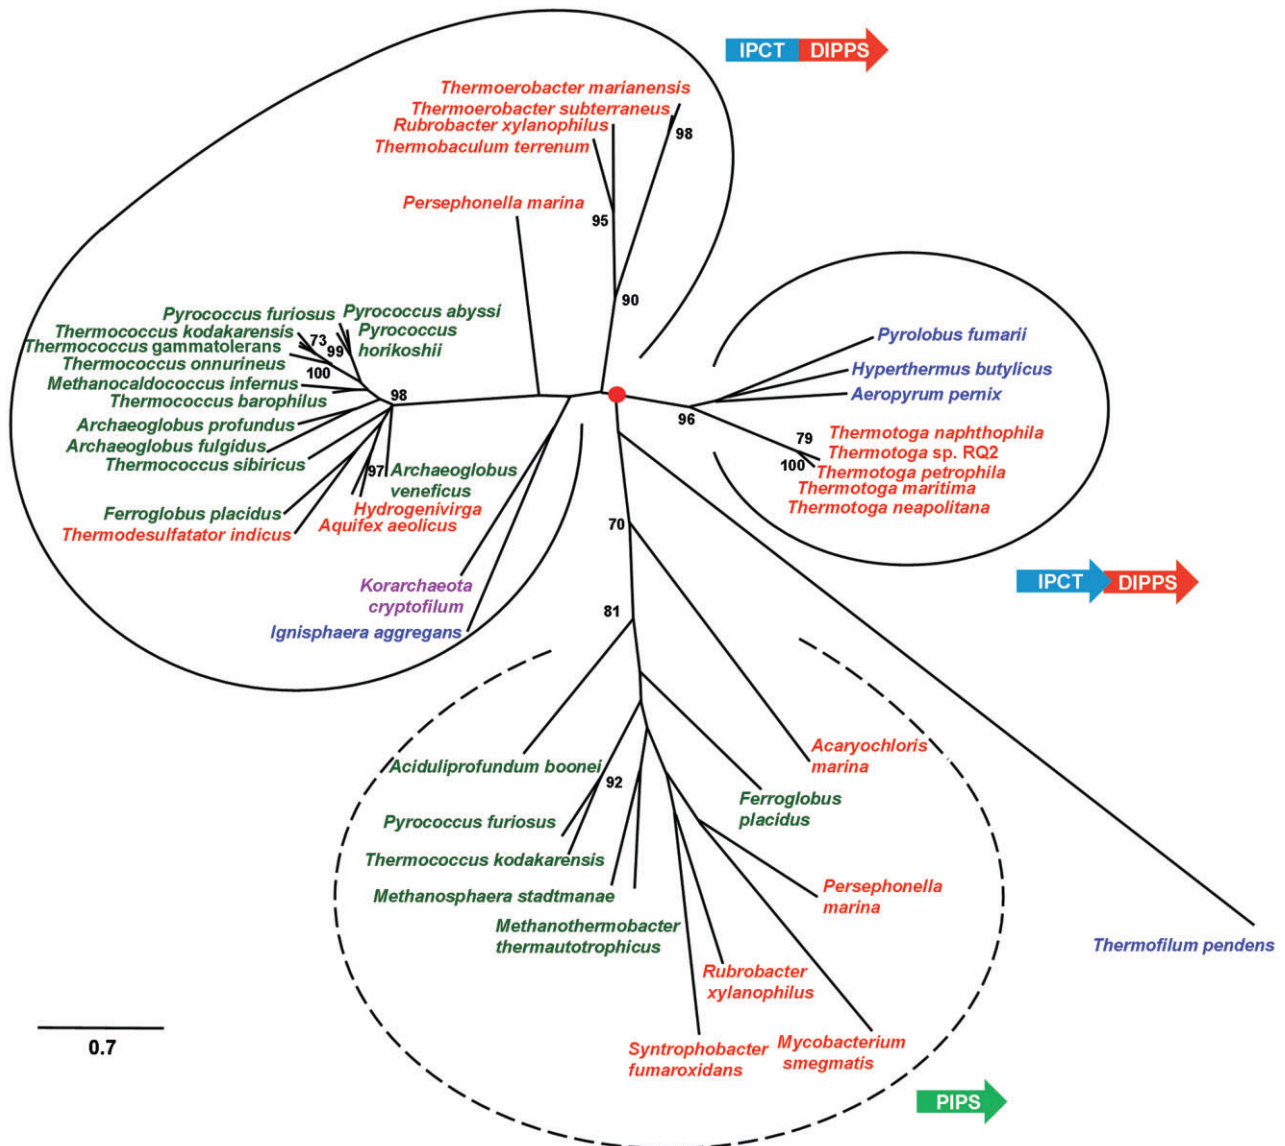 IPCT DIPPS
Thermoerobacter marianensis
Thermoerobacter subterraneus
Rubrobacter xylanophilus
98
Thermobaculum terrenum
Persephonella marina
95
90
Pyrococcus furiosus
Pyrococcus abyssi
Thermococcus kodakarensis
73
Pyrococcus
horikoshii
Thermococcus gammatolerans
99
Thermococcus onnurineus
100
Methanocaldococcus infernus
Thermococcus barophilus
98
Archaeoglobus profundus
Archaeoglobus fulgidus
Thermococcus sibiricus
97
Archaeoglobus
veneficus
Ferroglobus placidus
Hydrogenivirga
Aquifex aeolicus
Thermodesulfatator indicus
Korarchaeota
cryptofilum
Ignisphaera aggregans
Pyrolobus fumarii
Hyperthermus butylicus
Aeropyrum pernix
96
79
Thermotoga naphthophila
Thermotoga sp. RQ2
100
Thermotoga petrophila
Thermotoga maritima
Thermotoga neapolitana
IPCT DIPPS
70
81
Aciduliprofundum boonei
Acaryochloris
marina
92
Ferroglobus
placidus
Pyrococcus furiosus
Thermococcus kodakarensis
Methanosphaera stadtmanae
Persephonella
marina
Methanothermobacter
thermautotrophicus
Thermofilum pendens
Rubrobacter
xylanophilus
Syntrophobacter
fumaroxidans
Mycobacterium
smegmatis
0.7
PIPS